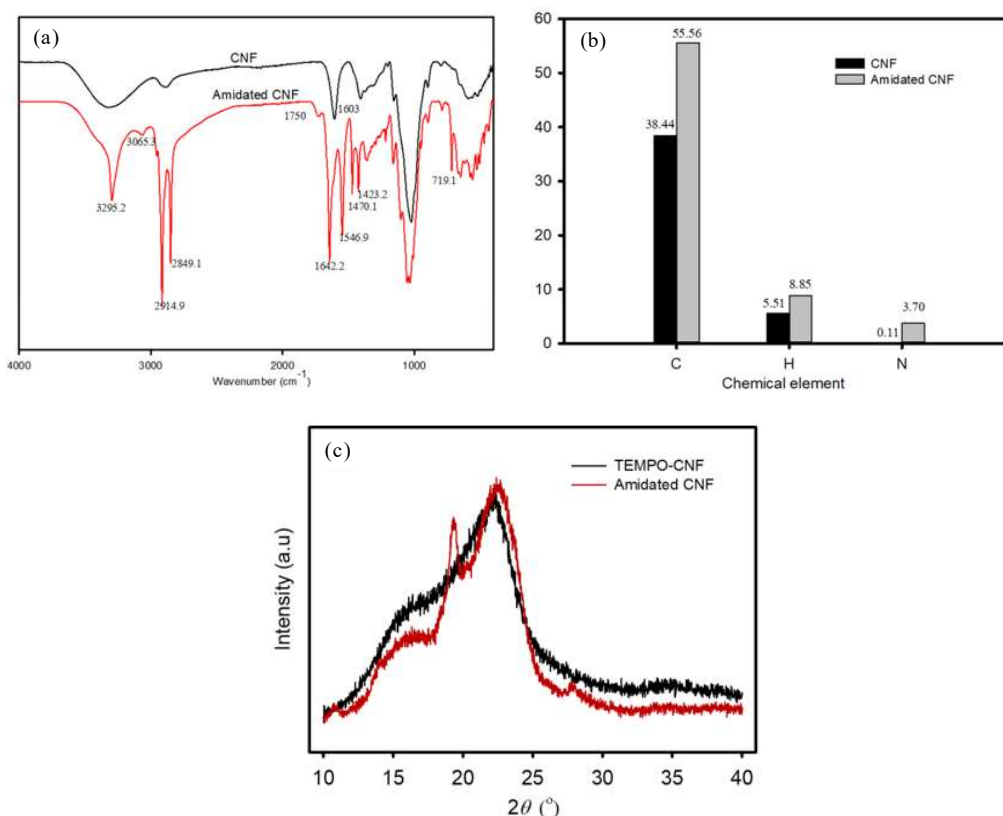 (a)
CNF
Amidated CNF
1750
1603
3065.3
3295.2
2849.1
2914.9
1642.2
1546.9
1470.1
1423.2
719.1
4000
3000
2000
1000
Wavenumber (cm-1)
(b)
60
50
40
30
20
10
0
CNF
Amidated CNF
38.44
55.56
5.51
8.85
0.11
3.70
C
H
N
Chemical element
(c)
TEMPO-CNF
Amidated CNF
Intensity (a.u)
10
15
20
25
30
35
40
2θ (°)